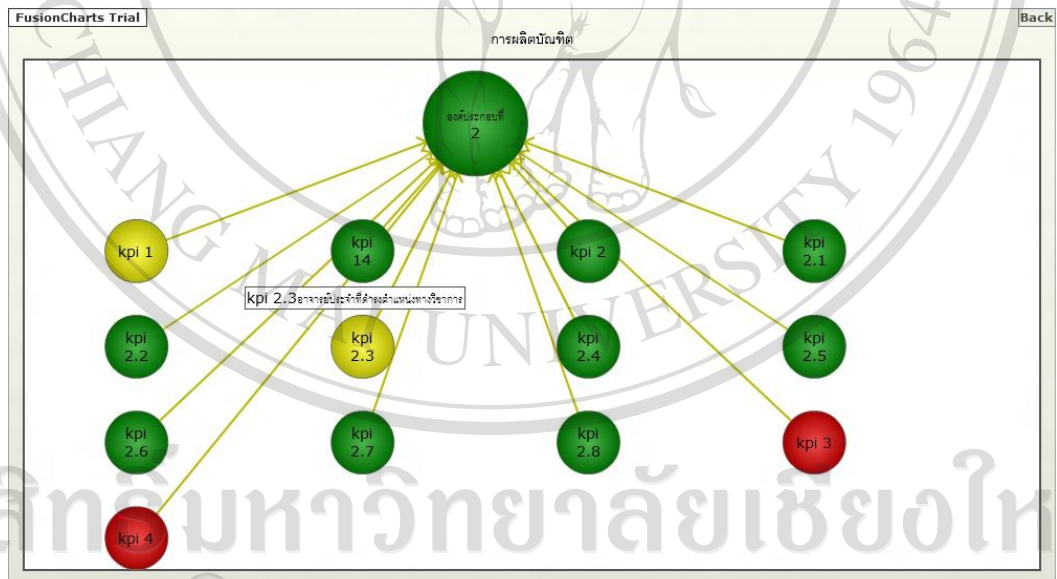 FusionCharts Trial
Back
การผลิตบัณฑิต
องค์ประกอบที่
2
kpi 1
kpi
14
kpi 2
kpi
2.1
kpi 2.3อาจารย์ประจำที่ดำรงตำแหน่งทางวิชาการ
kpi
2.2
kpi
2.3
kpi
2.4
kpi
2.5
kpi
2.6
kpi
2.7
kpi
2.8
kpi 3
kpi 4
CHIANG MAI UNIVERSITY 1964
สิทธิ์มหาวิทยาลัยเชียงให